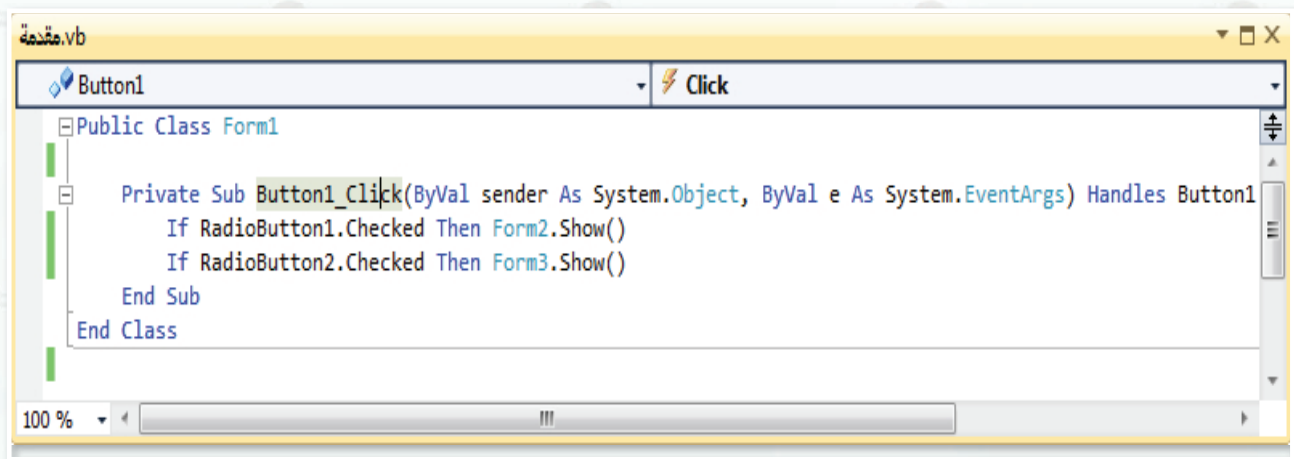 مقدمة.vb
Button1 Click
Public Class Form1
Private Sub Button1_Click(ByVal sender As System.Object, ByVal e As System.EventArgs) Handles Button1
If RadioButton1.Checked Then Form2.Show()
If RadioButton2.Checked Then Form3.Show()
End Sub
End Class
100 %